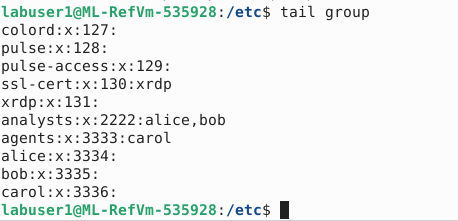 labuser1@ML-RefVm-535928:/etc$ tail group
colord:x:127:
pulse:x:128:
pulse-access:x:129:
ssl-cert:x:130:xrdp
xrdp:x:131:
analysts:x:2222:alice,bob
agents:x:3333:carol
alice:x:3334:
bob:x:3335:
carol:x:3336:
labuser1@ML-RefVm-535928:/etc$